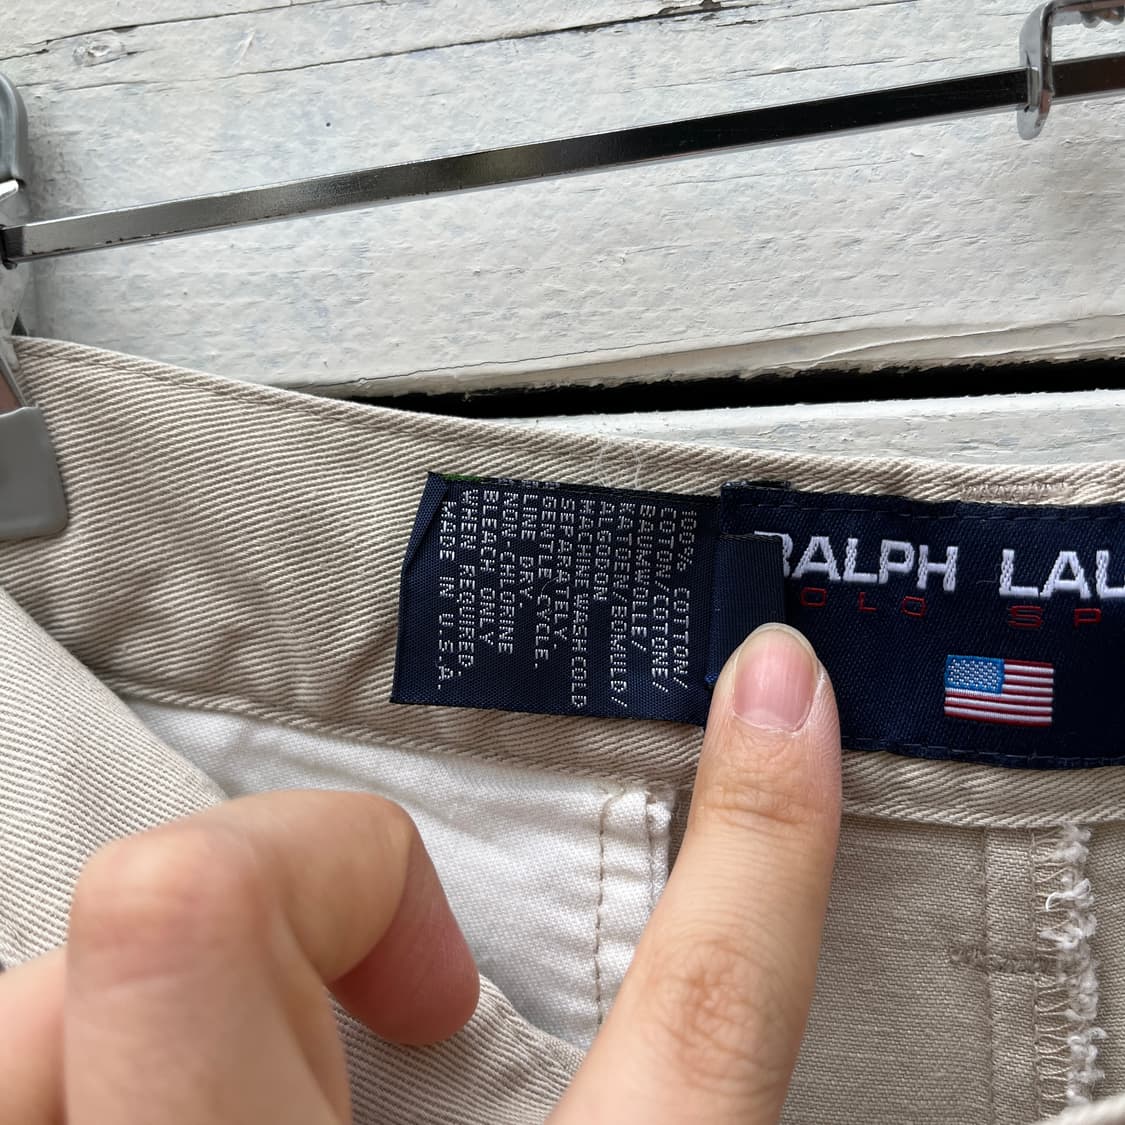 100% COTTON/
COTON/COTONE/
BAUMWOLLE/
KATOEN/BOMULD/
ALGODON
MACHINE WASH COLD
SEPARATELY.
GENTLE CYCLE.
LINE DRY.
NON-CHLORINE
BLEACH ONLY
WHEN REQUIRED.
MADE IN U.S.A.
RALPH LAU
OLO SP